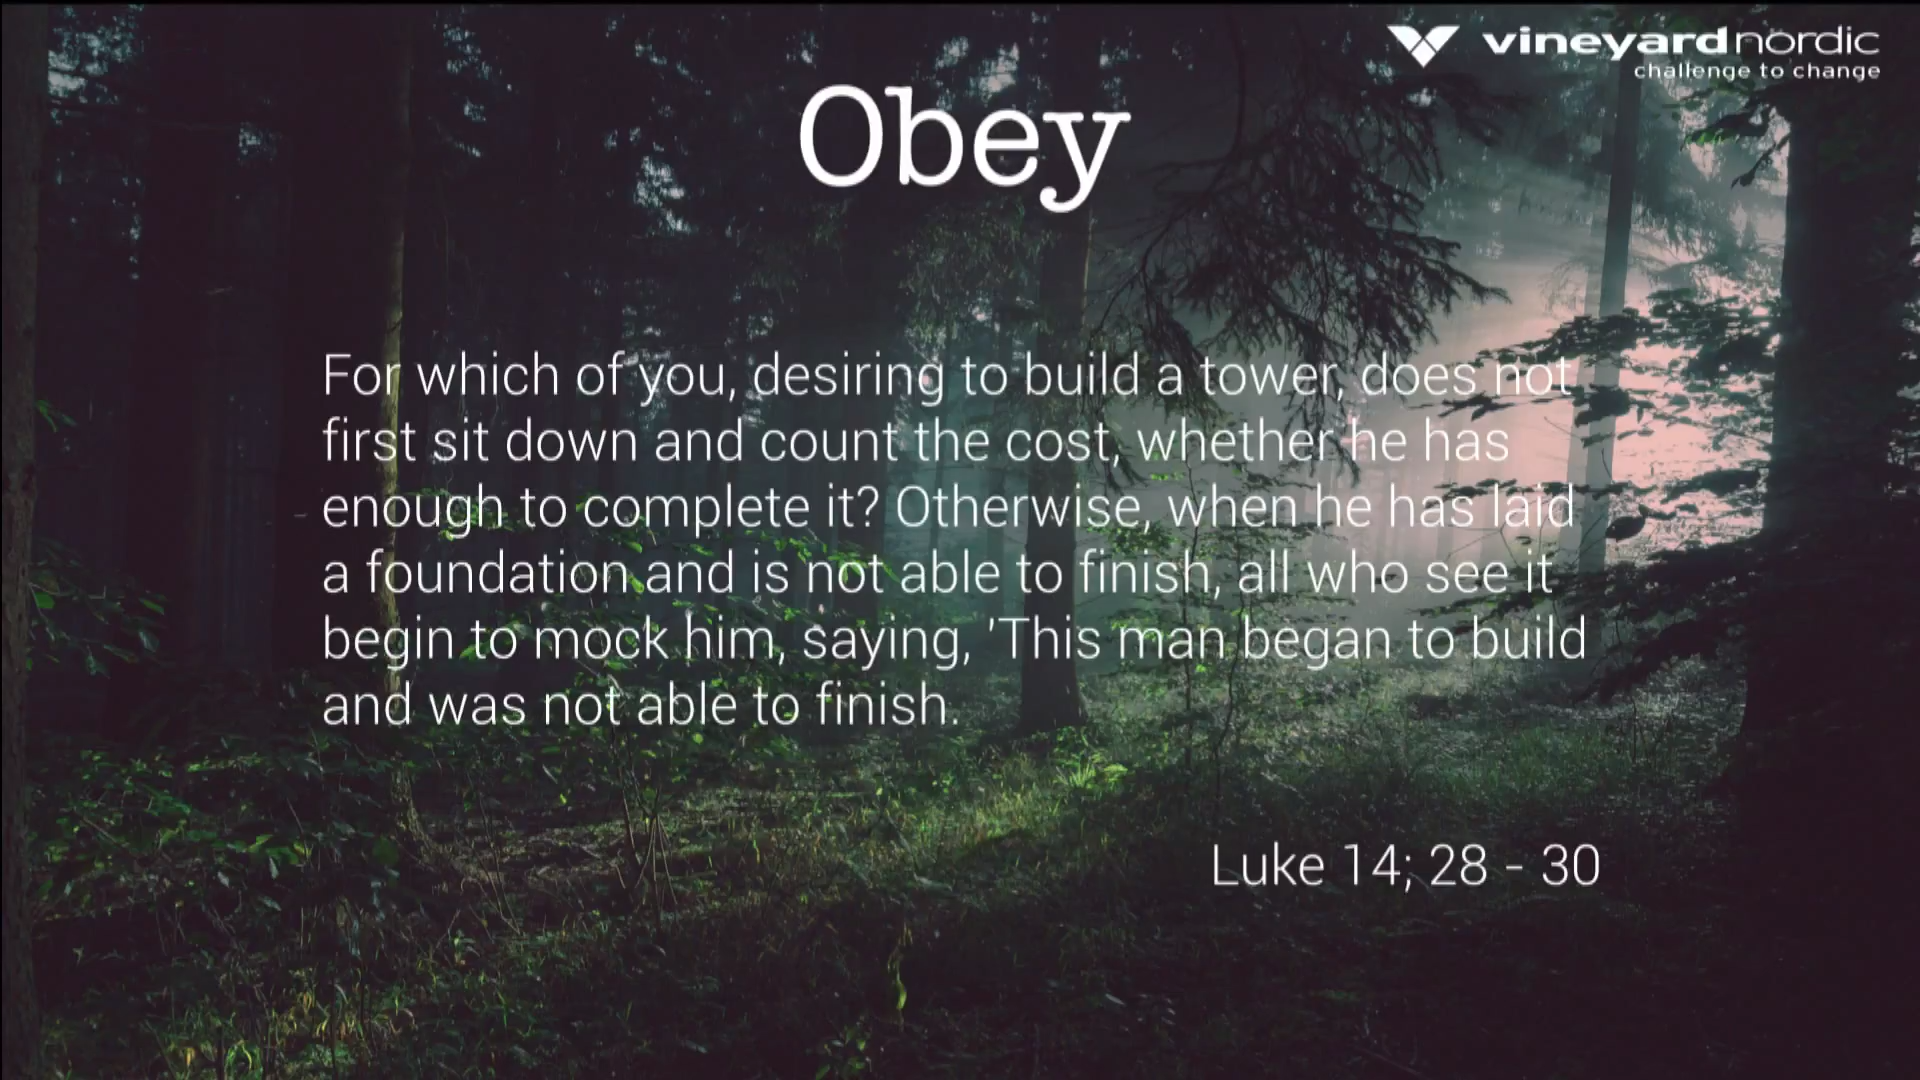 vineyardnordic
challenge to change
Obey
For which of you, desiring to build a tower, does not
first sit down and count the cost, whether he has
enough to complete it? Otherwise, when he has laid
a foundation and is not able to finish, all who see it
begin to mock him, saying, 'This man began to build
and was not able to finish.
Luke 14; 28 - 30